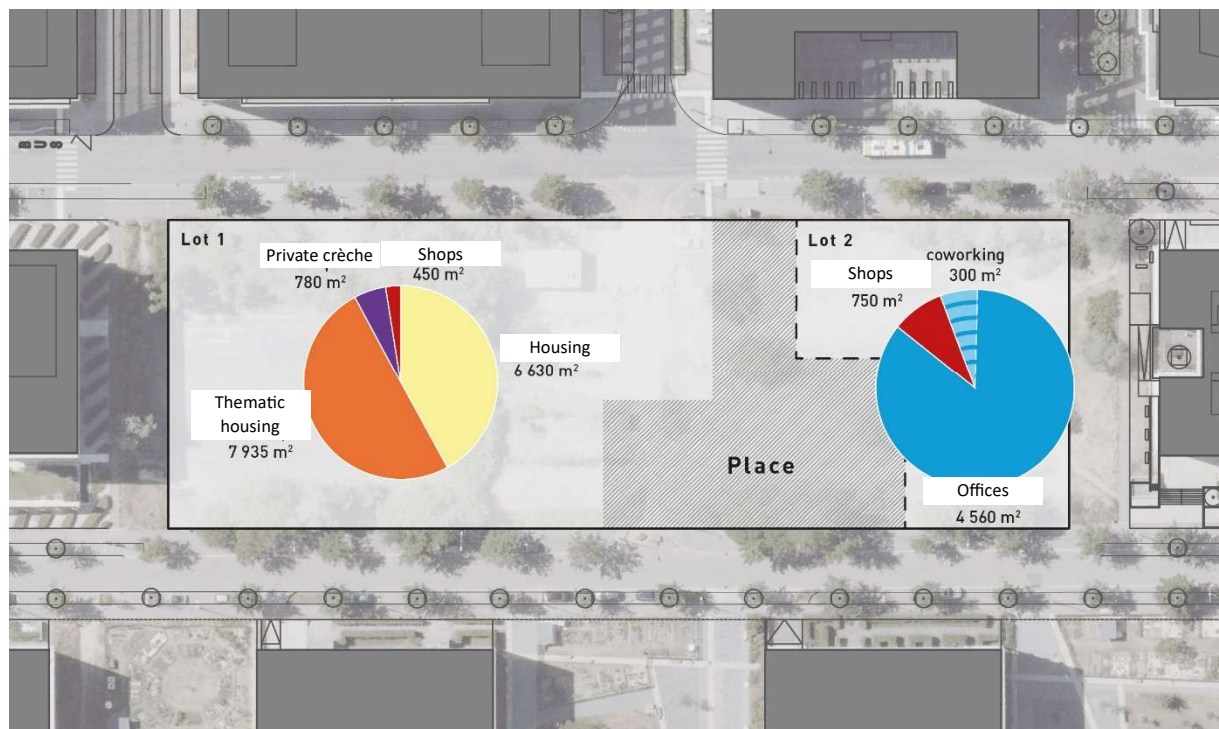 BUS
Lot 1
Private crèche
780 m²
Shops
450 m²
Housing
6 630 m²
Thematic
housing
7 935 m²
Place
Lot 2
coworking
300 m²
Shops
750 m²
Offices
4 560 m²